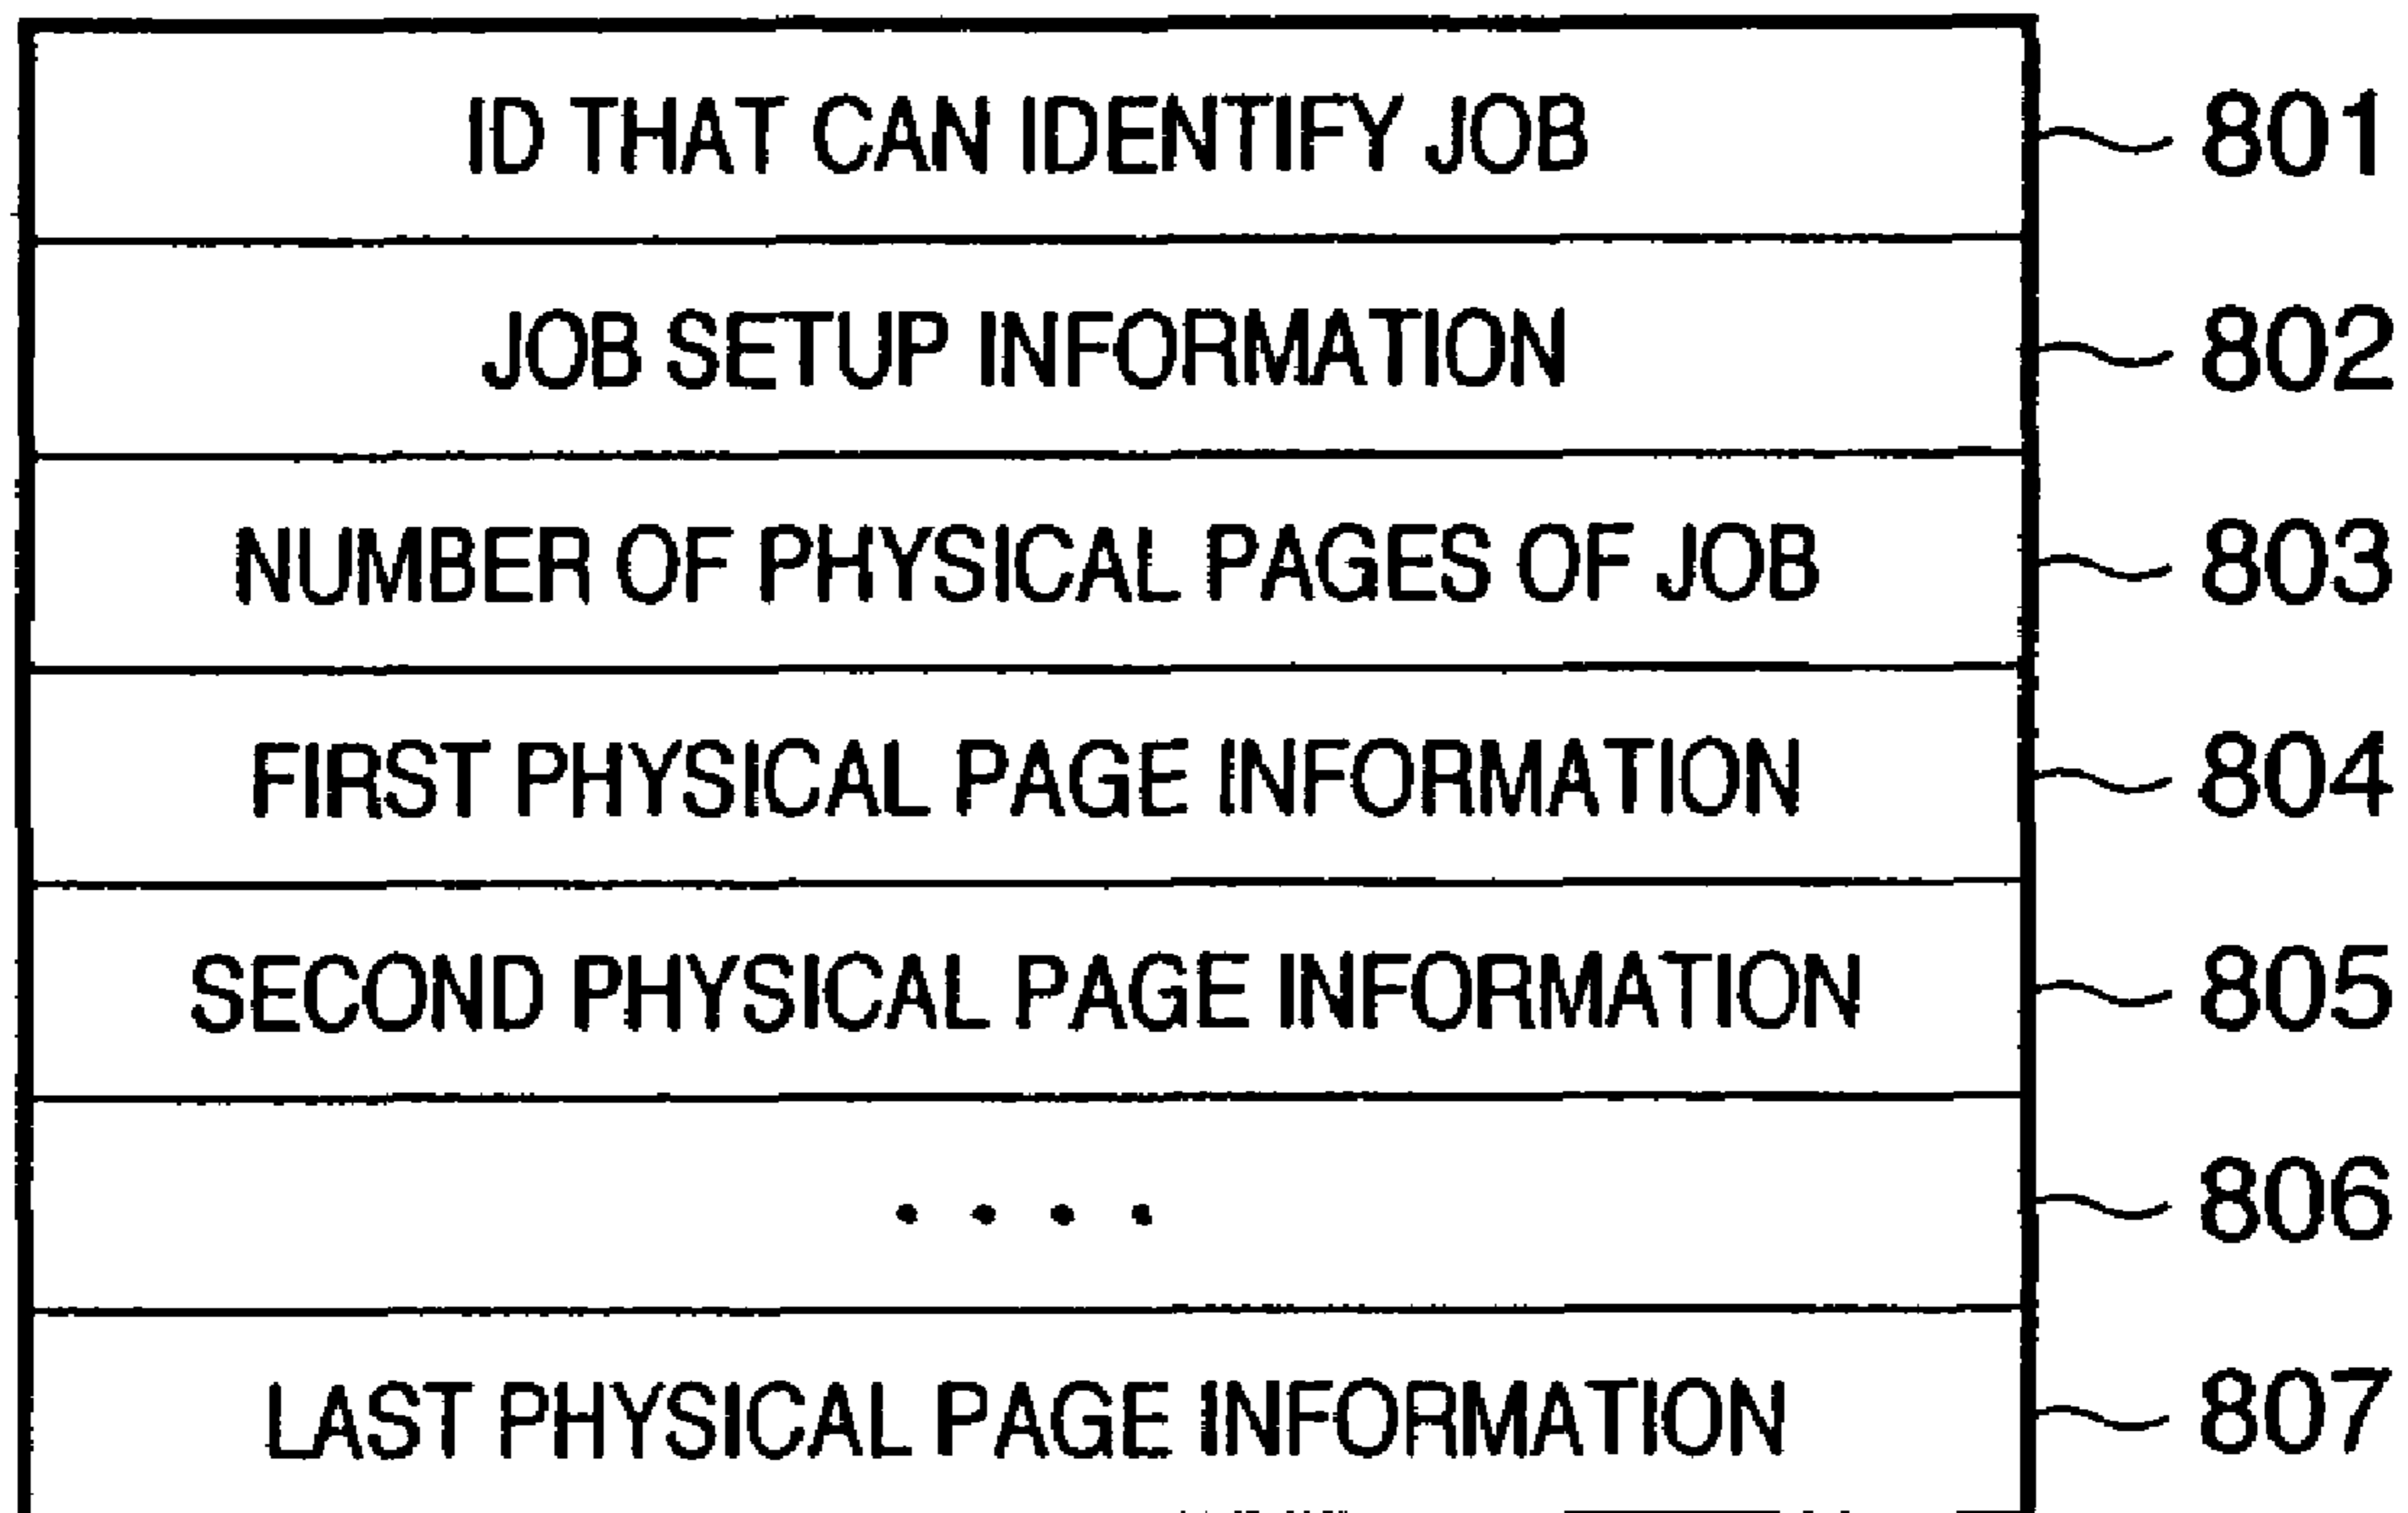 ID THAT CAN IDENTIFY JOB 801
JOB SETUP INFORMATION 802
NUMBER OF PHYSICAL PAGES OF JOB 803
FIRST PHYSICAL PAGE INFORMATION 804
SECOND PHYSICAL PAGE INFORMATION 805
. . . . 806
LAST PHYSICAL PAGE INFORMATION 807